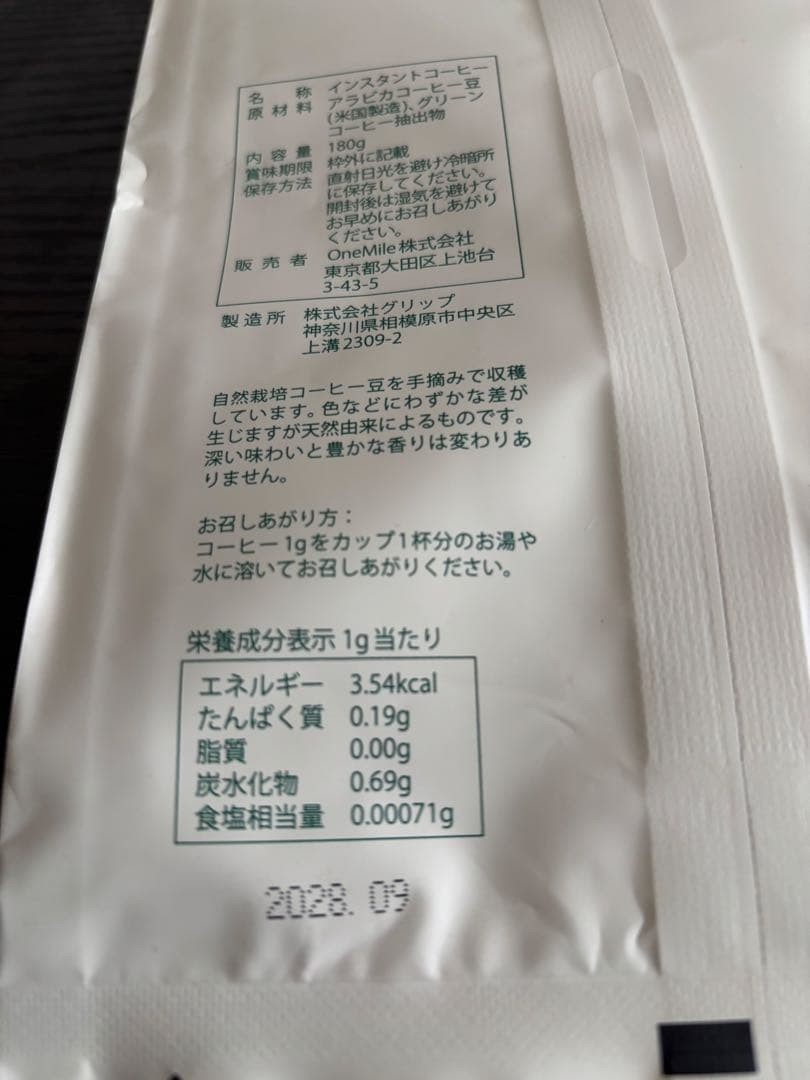 名称 インスタントコーヒー
原材料 アラビカコーヒー豆
(米国製造)、グリーン
コーヒー抽出物
内容量 180g
賞味期限 枠外に記載
保存方法 直射日光を避け冷暗所
に保存してください。
開封後は湿気を避けて
お早めにお召しあがり
ください。
販売者 OneMile株式会社
東京都大田区上池台
3-43-5
製造所 株式会社グリップ
神奈川県相模原市中央区
上溝2309-2
自然栽培コーヒー豆を手摘みで収穫
しています。色などにわずかな差が
生じますが天然由来によるものです。
深い味わいと豊かな香りは変わりあ
りません。
お召しあがり方：
コーヒー1gをカップ1杯分のお湯や
水に溶いてお召しあがりください。
栄養成分表示 1g当たり
エネルギー 3.54kcal
たんぱく質 0.19g
脂質 0.00g
炭水化物 0.69g
食塩相当量 0.00071g
2028. 09